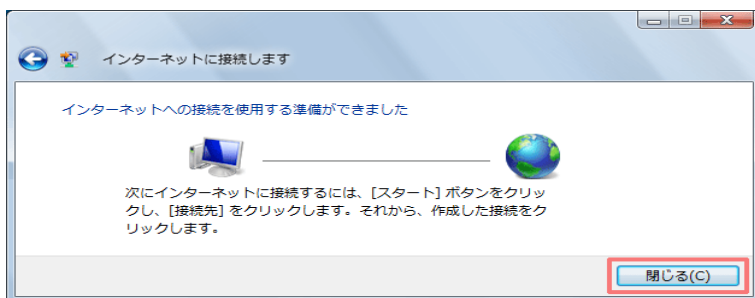 インターネットに接続します
インターネットへの接続を使用する準備ができました
次にインターネットに接続するには、[スタート] ボタンをクリッ
クし、[接続先] をクリックします。それから、作成した接続をク
リックします。
閉じる(C)